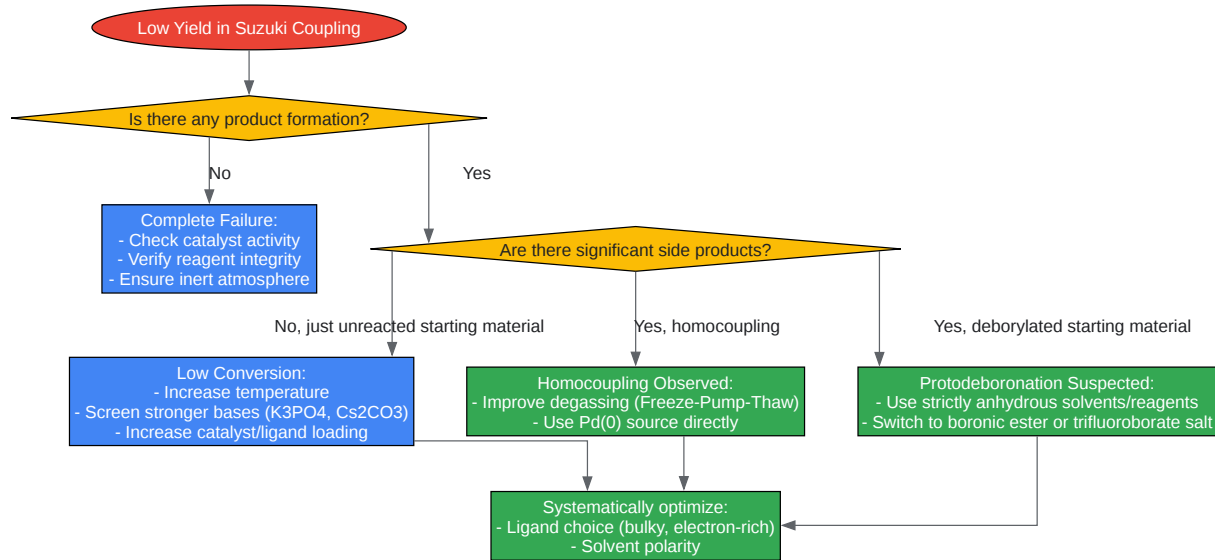 Low Yield in Suzuki Coupling
Is there any product formation?
No
Yes
Complete Failure:
- Check catalyst activity
- Verify reagent integrity
- Ensure inert atmosphere
Are there significant side products?
No, just unreacted starting material
Yes, homocoupling
Yes, deborylated starting material
Low Conversion:
- Increase temperature
- Screen stronger bases (K3PO4, Cs2CO3)
- Increase catalyst/ligand loading
Homocoupling Observed:
- Improve degassing (Freeze-Pump-Thaw)
- Use Pd(0) source directly
Protodeboronation Suspected:
- Use strictly anhydrous solvents/reagents
- Switch to boronic ester or trifluoroborate salt
Systematically optimize:
- Ligand choice (bulky, electron-rich)
- Solvent polarity